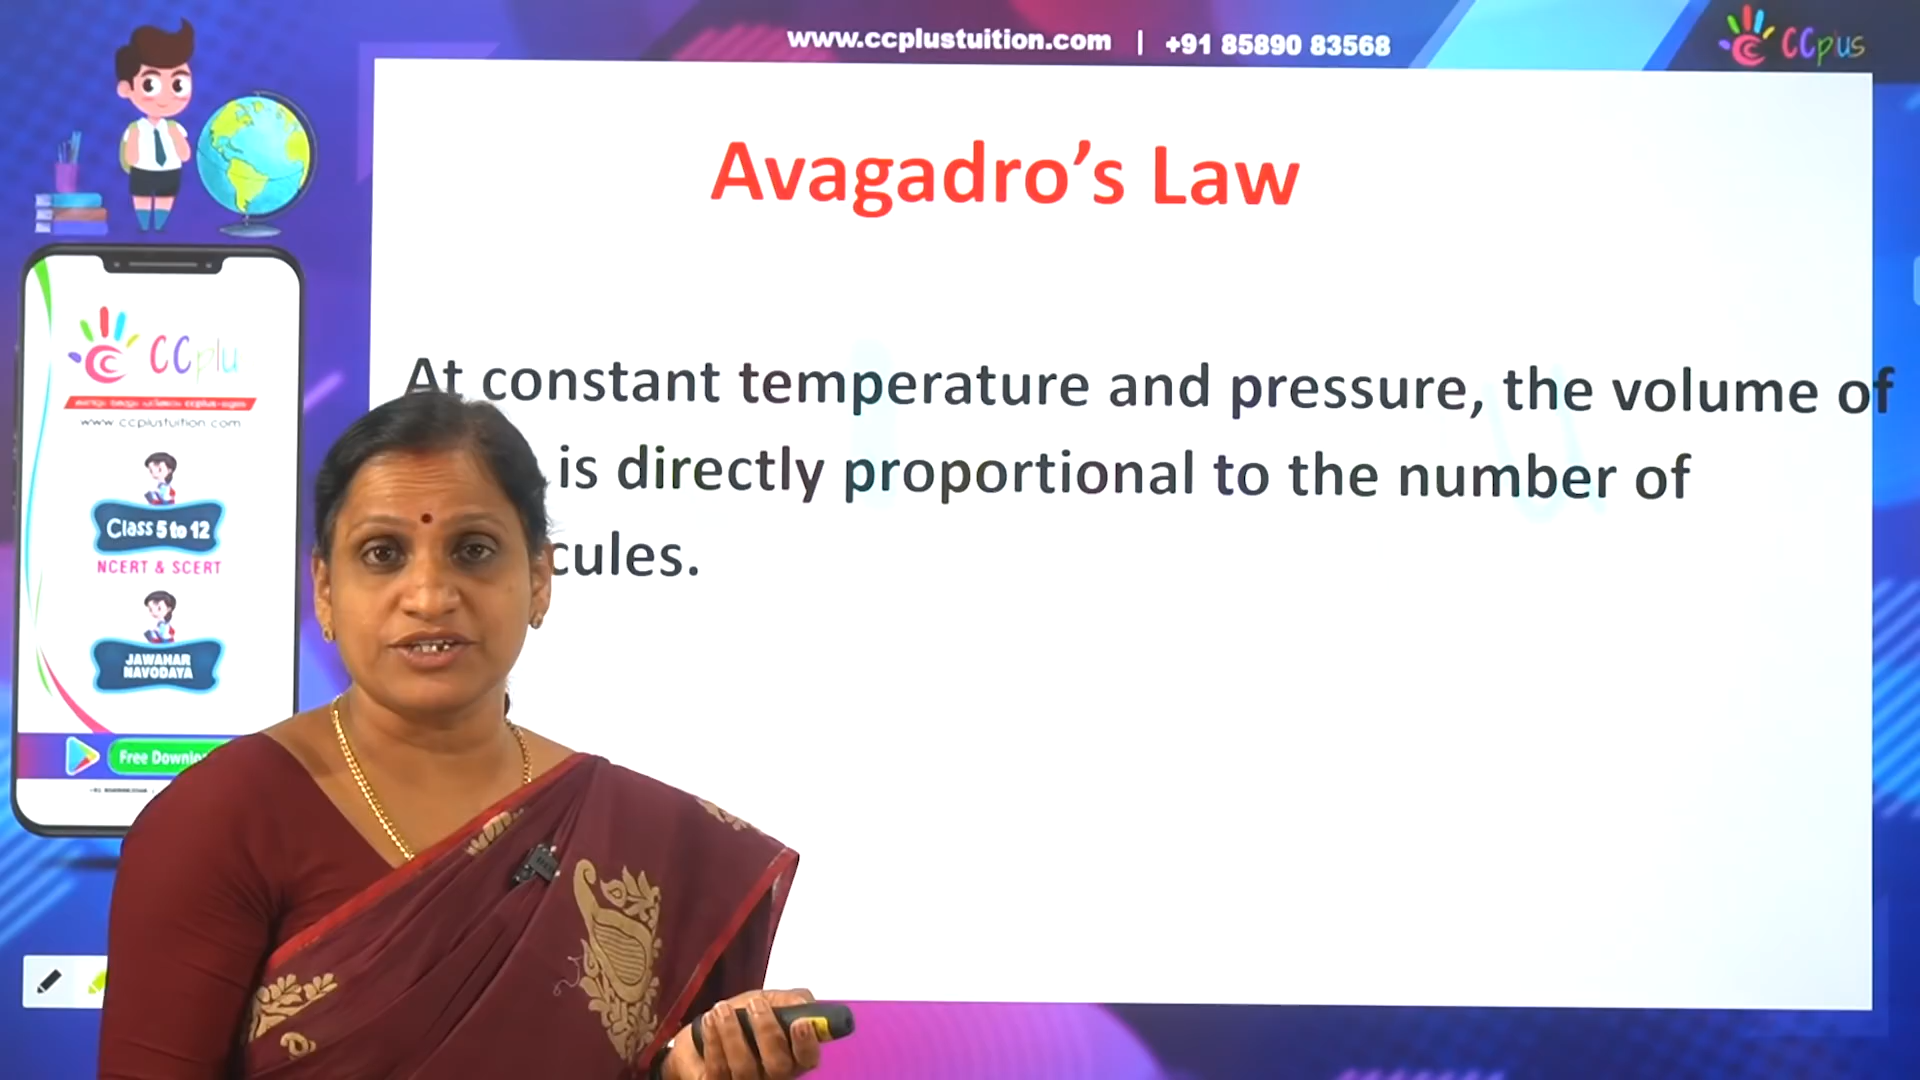 www.ccplustuition.com | +91 85890 83568
CCplus
Avagadro's Law
At constant temperature and pressure, the volume of
is directly proportional to the number of
cules.
CCplu
www.ccplustuition.com
Class 5 to 12
NCERT & SCERT
JAWAHAR
NAVODAYA
Free Downlo